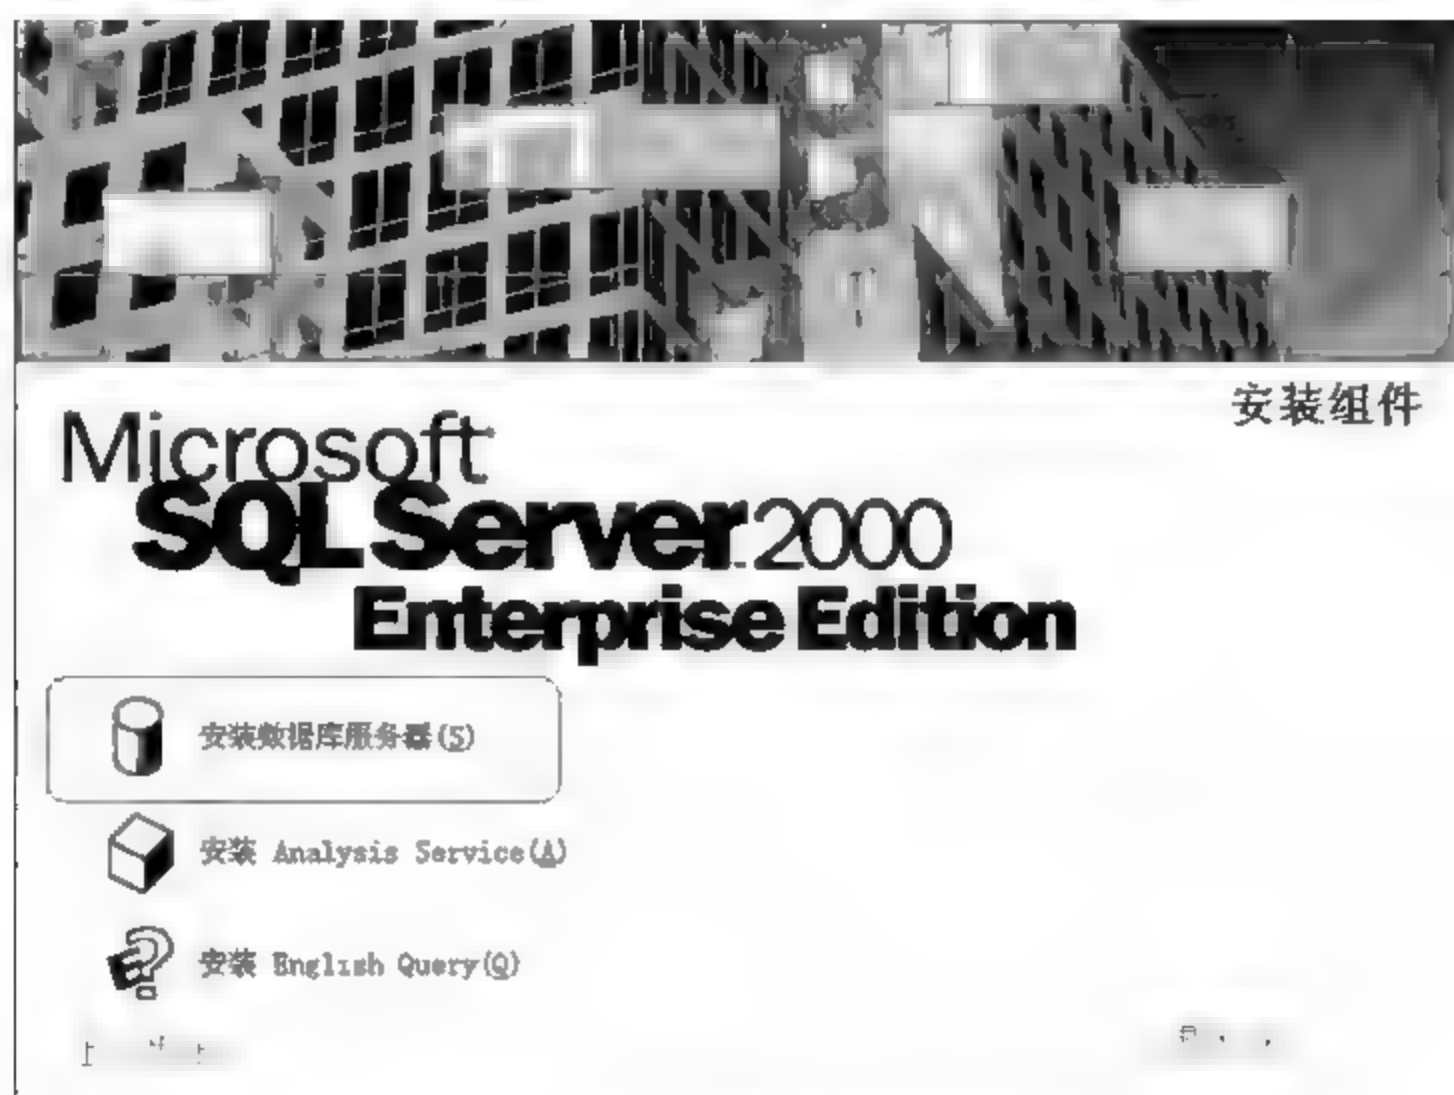 安装组件
Microsoft
SQL Server 2000
Enterprise Edition
安装数据库服务器(S)
安装 Analysis Service(A)
安装 English Query(Q)